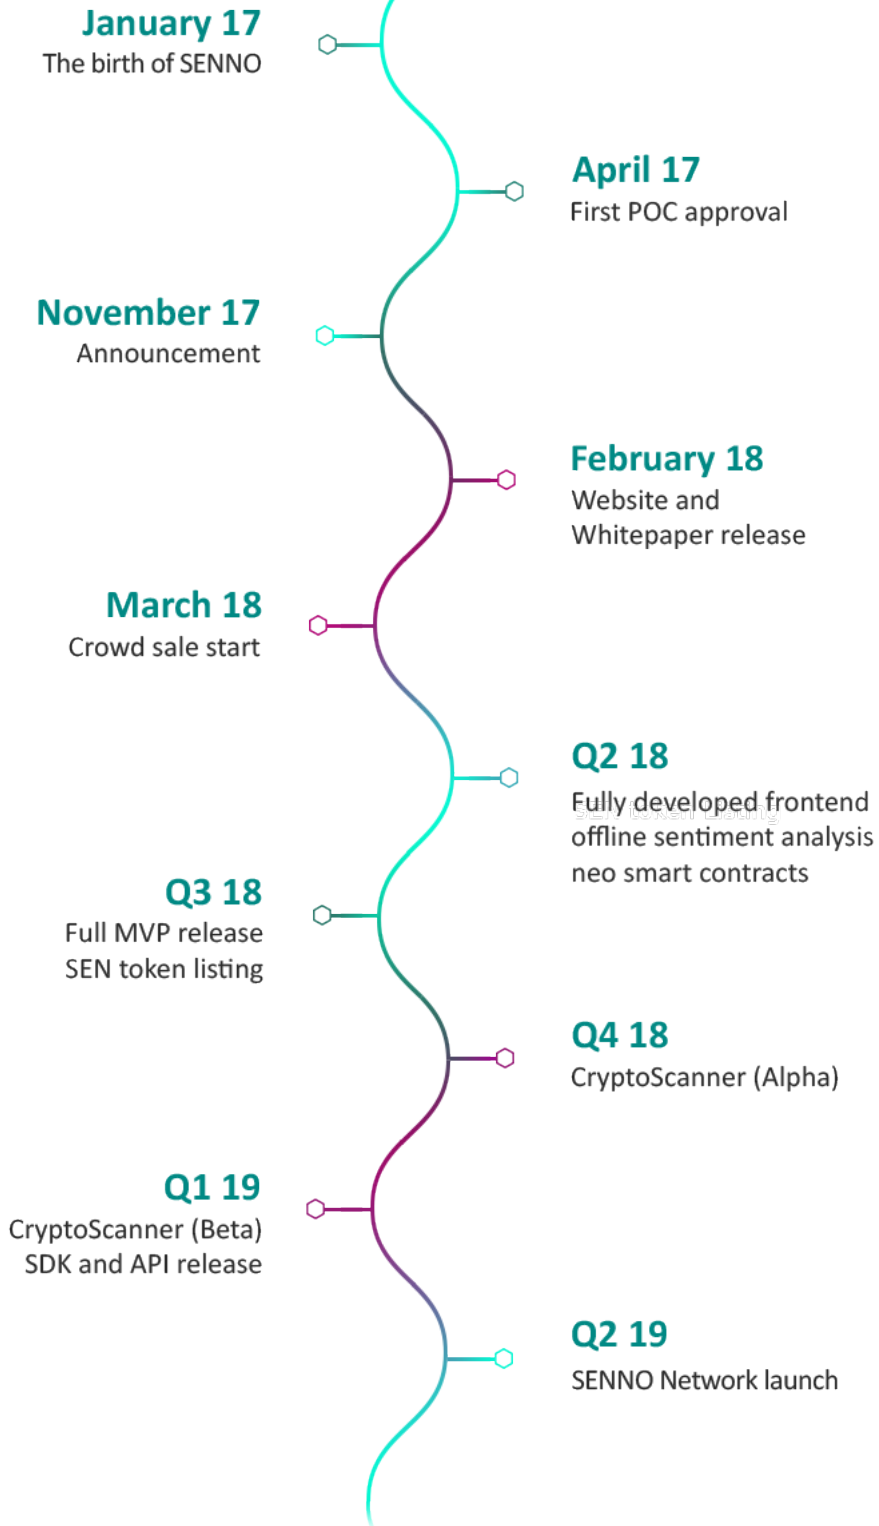 January 17
The birth of SENNO
April 17
First POC approval
November 17
Announcement
February 18
Website and
Whitepaper release
March 18
Crowd sale start
Q2 18
Fully developed frontend
SEN token Listing
offline sentiment analysis
neo smart contracts
Q3 18
Full MVP release
SEN token listing
Q4 18
CryptoScanner (Alpha)
Q1 19
CryptoScanner (Beta)
SDK and API release
Q2 19
SENNO Network launch